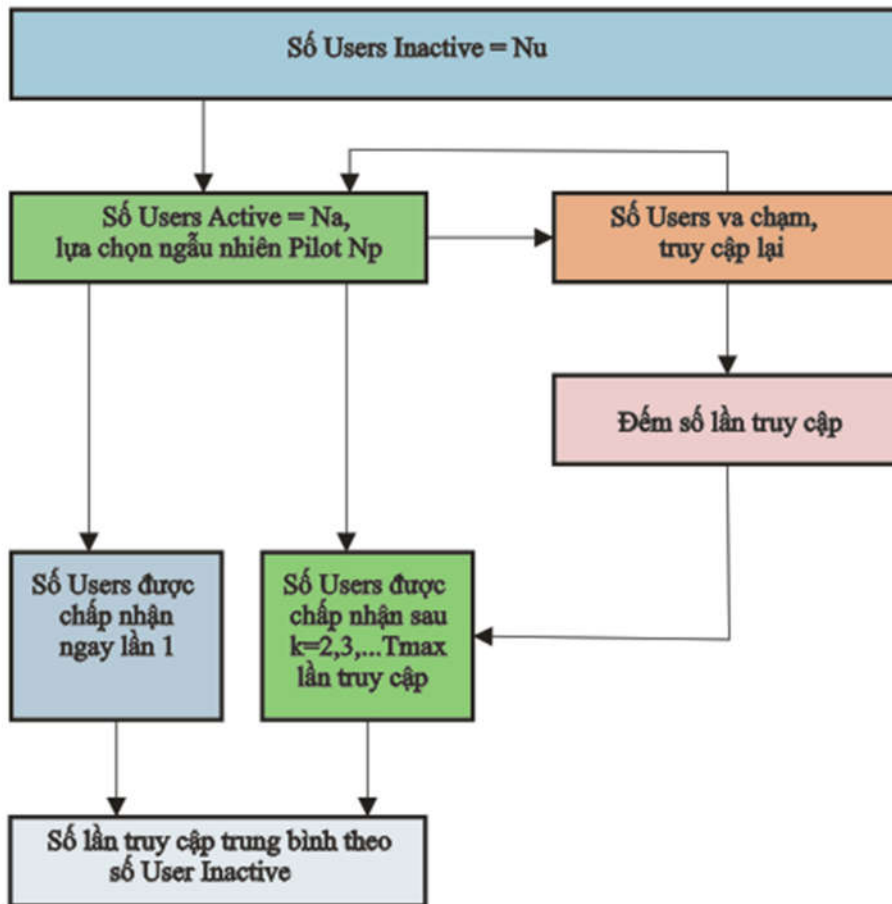 Số Users Inactive = Nu
Số Users Active = Na,
lựa chọn ngẫu nhiên Pilot Np
Số Users va chạm,
truy cập lại
Đếm số lần truy cập
Số Users được
chấp nhận
ngay lần 1
Số Users được
chấp nhận sau
k=2,3,...Tmax
lần truy cập
Số lần truy cập trung bình theo
số User Inactive